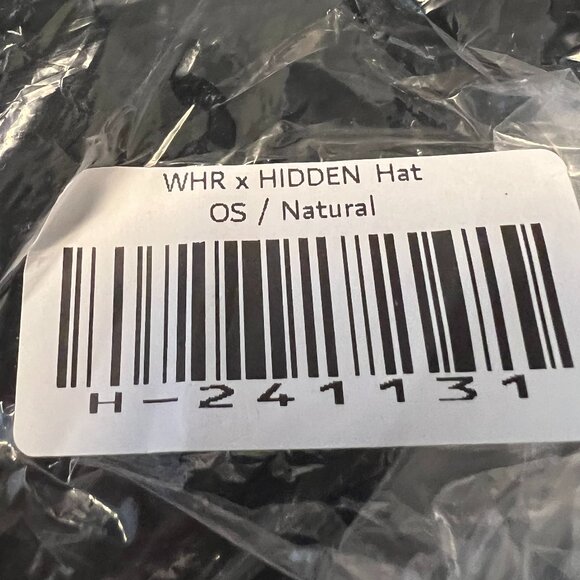 WHR x HIDDEN Hat
OS / Natural
H-241131